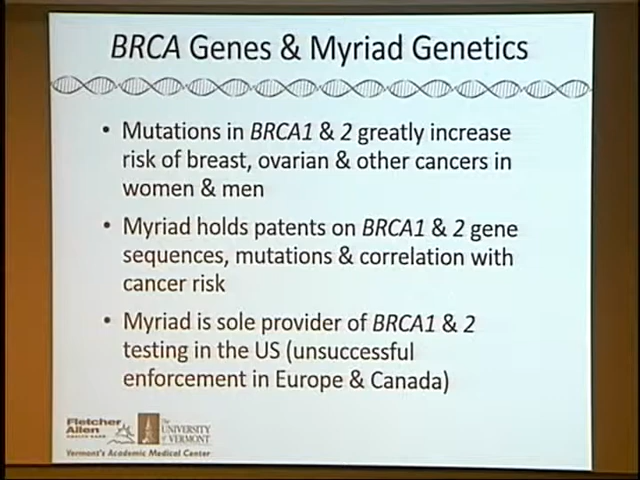 BRCA Genes & Myriad Genetics
• Mutations in BRCA1 & 2 greatly increase
risk of breast, ovarian & other cancers in
women & men
• Myriad holds patents on BRCA1 & 2 gene
sequences, mutations & correlation with
cancer risk
• Myriad is sole provider of BRCA1 & 2
testing in the US (unsuccessful
enforcement in Europe & Canada)
Fletcher
Allen
HEALTH CARE
The
UNIVERSITY
of VERMONT
Vermont's Academic Medical Center